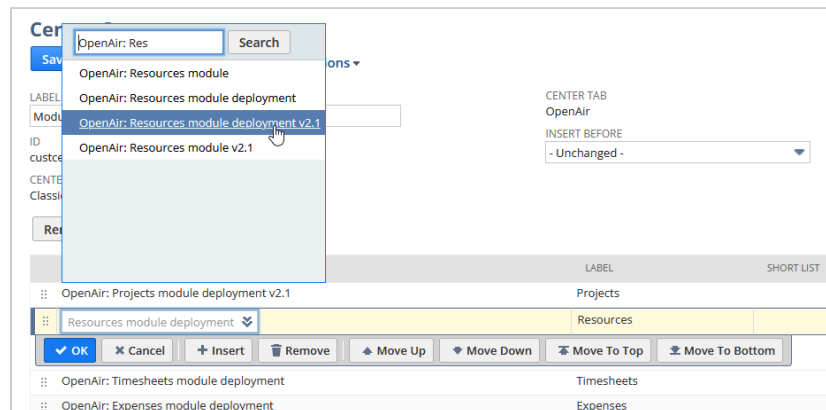 Cer
OpenAir: Res
Search
Sav
ions
OpenAir: Resources module
OpenAir: Resources module deployment
OpenAir: Resources module deployment v2.1
OpenAir: Resources module v2.1
LABEL
Modu
CENTER TAB
OpenAir
INSERT BEFORE
- Unchanged -
ID
custce
CENTE
Classi
LABEL
SHORT LIST
OpenAir: Projects module deployment v2.1
Projects
Resources module deployment
Resources
OK
Cancel
Insert
Remove
Move Up
Move Down
Move To Top
Move To Bottom
OpenAir: Timesheets module deployment
Timesheets
OpenAir: Expenses module deployment
Expenses